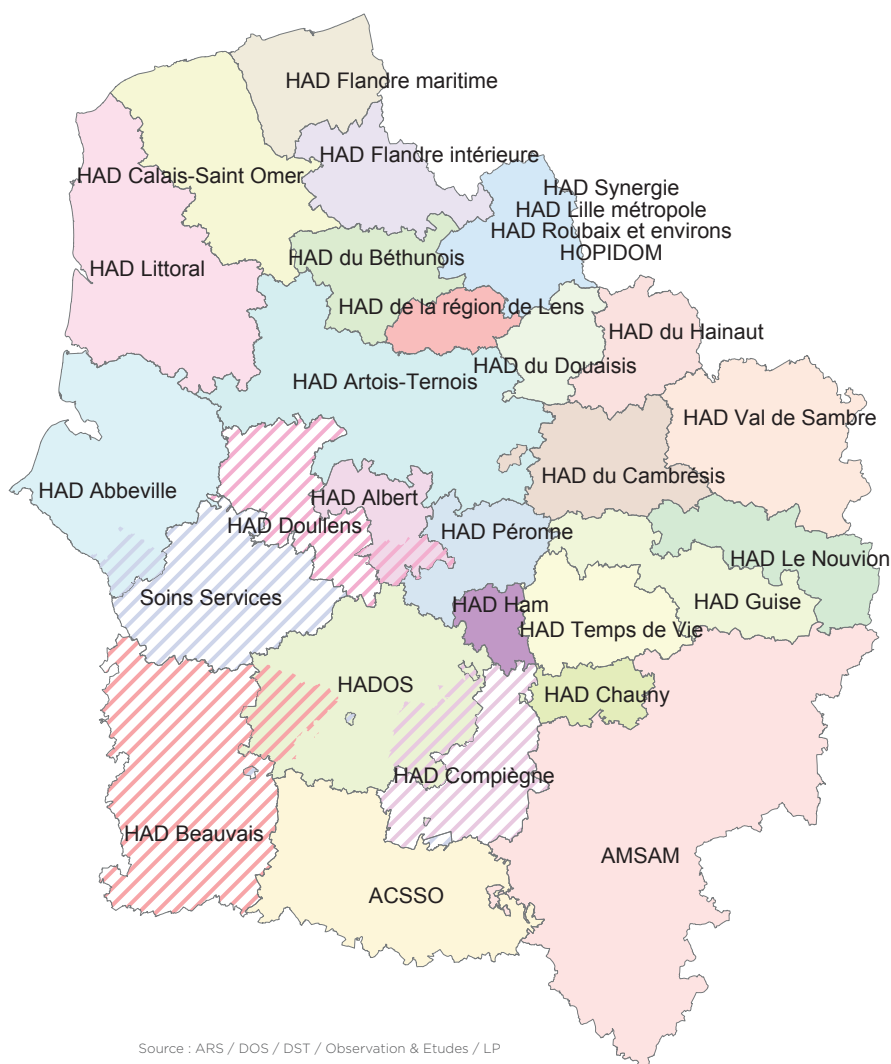 HAD Flandre maritime
HAD Flandre intérieure
HAD Calais-Saint Omer
HAD Synergie
HAD Lille métropole
HAD Roubaix et environs
HOPIDOM
HAD du Béthunois
HAD Littoral
HAD de la région de Lens
HAD du Hainaut
HAD du Douaisis
HAD Artois-Ternois
HAD Val de Sambre
HAD du Cambrésis
HAD Abbeville
HAD Albert
HAD Doullens
HAD Péronne
HAD Le Nouvion
Soins Services
HAD Ham
HAD Guise
HAD Temps de Vie
HADOS
HAD Chauny
HAD Compiègne
HAD Beauvais
AMSAM
ACSSO
Source : ARS / DOS / DST / Observation & Etudes / LP